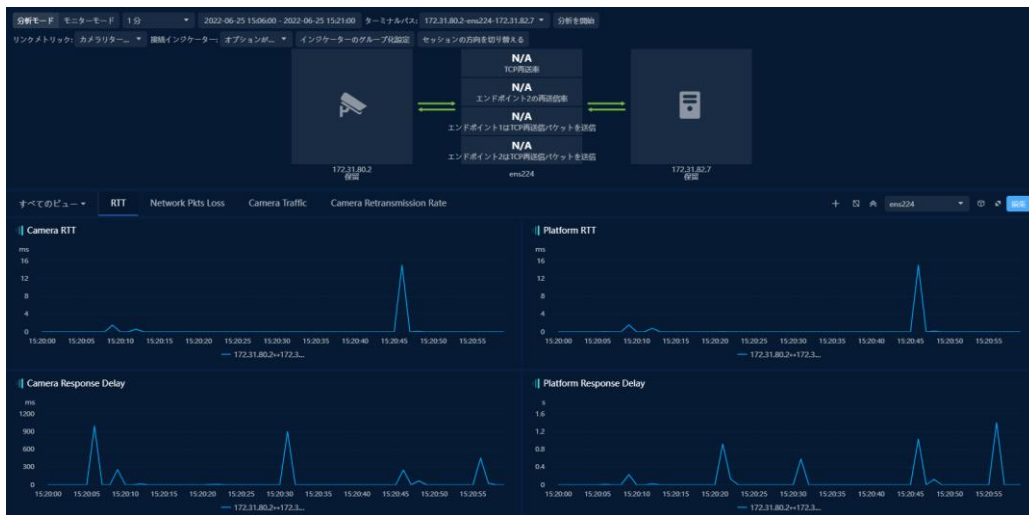 分析モード モニターモード 1分 2022-06-25 15:06:00 - 2022-06-25 15:21:00 ターミナルパス: 172.31.80.2-ens224-172.31.82.7 分析を開始
リンクメトリック: カメラリター... 接続インジケーター: オプションが... インジケーターのグループ化設定 セッションの方向を切り替える
N/A
TCP再送率
N/A
エンドポイント2の再送信率
N/A
エンドポイント1はTCP再送信パケットを送信
N/A
エンドポイント2はTCP再送信パケットを送信
172.31.80.2
保留
ens224
172.31.82.7
保留
すべてのビュー RTT Network Pkts Loss Camera Traffic Camera Retransmission Rate ens224 編集
Camera RTT
ms
16
12
8
4
0
15:20:00 15:20:05 15:20:10 15:20:15 15:20:20 15:20:25 15:20:30 15:20:35 15:20:40 15:20:45 15:20:50 15:20:55
172.31.80.2↔172.3...
Platform RTT
ms
16
12
8
4
0
15:20:00 15:20:05 15:20:10 15:20:15 15:20:20 15:20:25 15:20:30 15:20:35 15:20:40 15:20:45 15:20:50 15:20:55
172.31.80.2↔172.3...
Camera Response Delay
ms
1200
900
600
300
0
15:20:00 15:20:05 15:20:10 15:20:15 15:20:20 15:20:25 15:20:30 15:20:35 15:20:40 15:20:45 15:20:50 15:20:55
172.31.80.2↔172.3...
Platform Response Delay
s
1.6
1.2
0.8
0.4
0
15:20:00 15:20:05 15:20:10 15:20:15 15:20:20 15:20:25 15:20:30 15:20:35 15:20:40 15:20:45 15:20:50 15:20:55
172.31.80.2↔172.3...